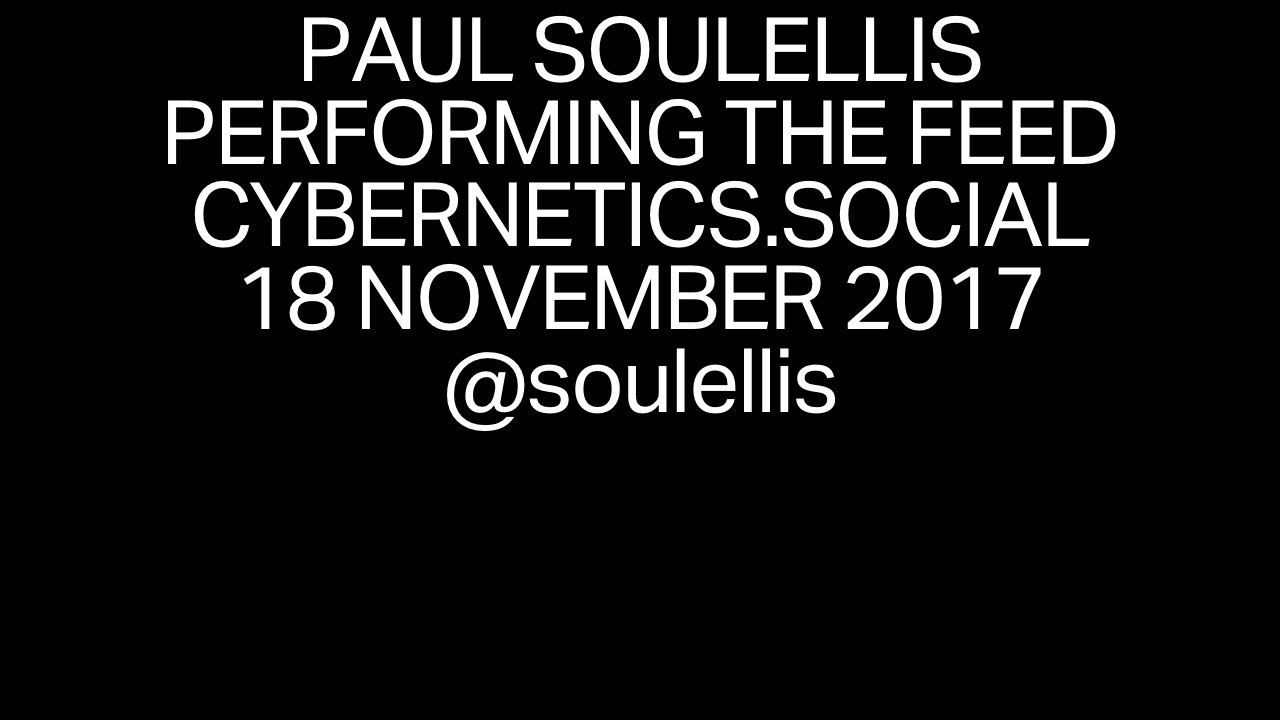 PAUL SOULELLIS
PERFORMING THE FEED
CYBERNETICS.SOCIAL
18 NOVEMBER 2017
@soulellis